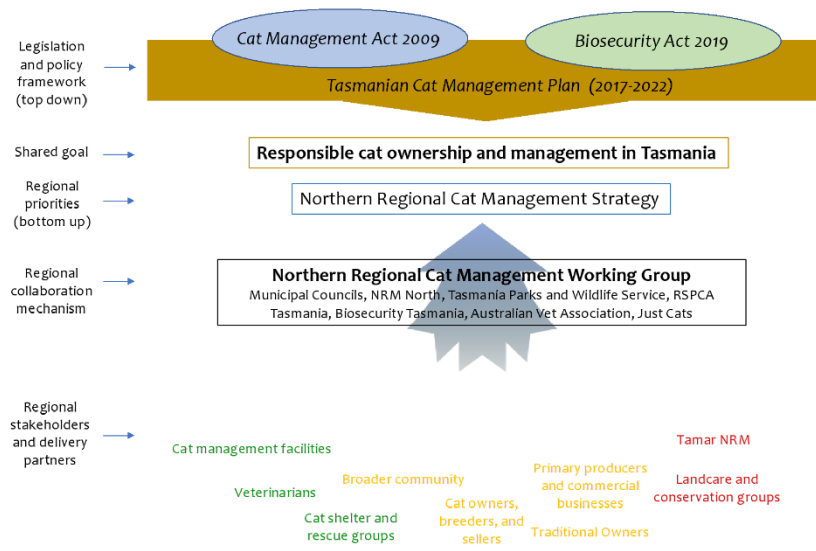 Legislation
and policy
framework
(top down)
Cat Management Act 2009
Biosecurity Act 2019
Tasmanian Cat Management Plan (2017-2022)
Shared goal
Responsible cat ownership and management in Tasmania
Regional
priorities
(bottom up)
Northern Regional Cat Management Strategy
Regional
collaboration
mechanism
Northern Regional Cat Management Working Group
Municipal Councils, NRM North, Tasmania Parks and Wildlife Service, RSPCA
Tasmania, Biosecurity Tasmania, Australian Vet Association, Just Cats
Regional
stakeholders
and delivery
partners
Cat management facilities
Veterinarians
Cat shelter and
rescue groups
Broader community
Cat owners,
breeders, and
sellers
Primary producers
and commercial
businesses
Traditional Owners
Tamar NRM
Landcare and
conservation groups